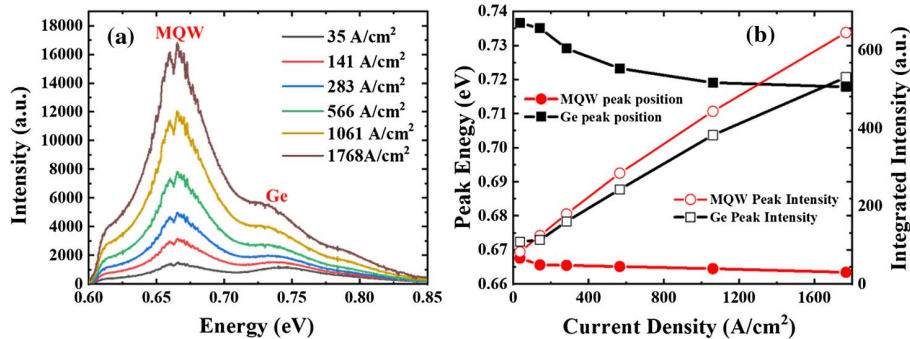 (a)
MQW
Ge
35 A/cm²
141 A/cm²
283 A/cm²
566 A/cm²
1061 A/cm²
1768A/cm²
Intensity (a.u.)
18000
16000
14000
12000
10000
8000
6000
4000
2000
0
0.60
0.65
0.70
0.75
0.80
0.85
Energy (eV)
(b)
MQW peak position
Ge peak position
MQW Peak Intensity
Ge Peak Intensity
Peak Enegy (eV)
0.74
0.73
0.72
0.71
0.70
0.69
0.68
0.67
0.66
Integrated Intensity (a.u.)
600
500
400
300
200
100
0
0
400
800
1200
1600
Current Density (A/cm²)